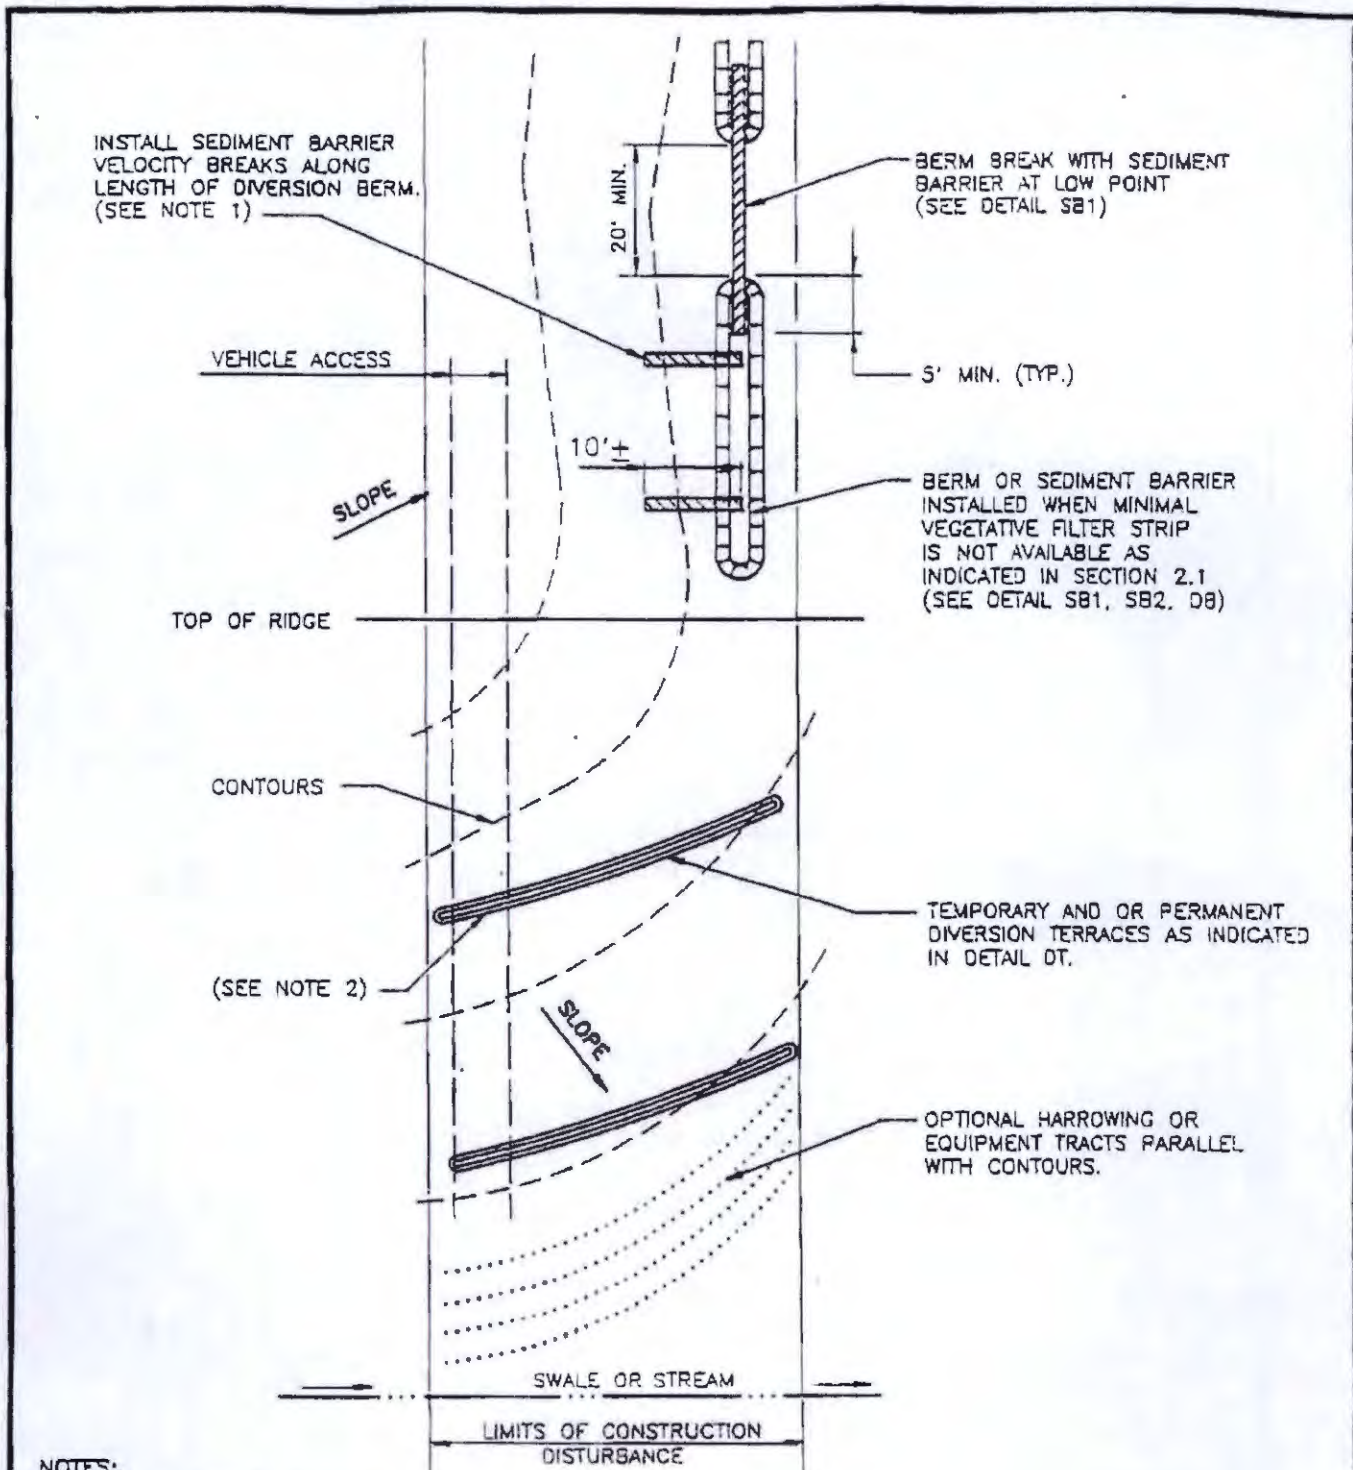 INSTALL SEDIMENT BARRIER
VELOCITY BREAKS ALONG
LENGTH OF DIVERSION BERM.
(SEE NOTE 1)
20' MIN.
BERM BREAK WITH SEDIMENT
BARRIER AT LOW POINT
(SEE DETAIL SB1)
VEHICLE ACCESS
5' MIN. (TYP.)
10'±
SLOPE
BERM OR SEDIMENT BARRIER
INSTALLED WHEN MINIMAL
VEGETATIVE FILTER STRIP
IS NOT AVAILABLE AS
INDICATED IN SECTION 2.1
(SEE DETAIL SB1, SB2, DB)
TOP OF RIDGE
CONTOURS
TEMPORARY AND OR PERMANENT
DIVERSION TERRACES AS INDICATED
IN DETAIL DT.
(SEE NOTE 2)
SLOPE
OPTIONAL HARROWING OR
EQUIPMENT TRACTS PARALLEL
WITH CONTOURS.
SWALE OR STREAM
LIMITS OF CONSTRUCTION
DISTURBANCE
NOTES: